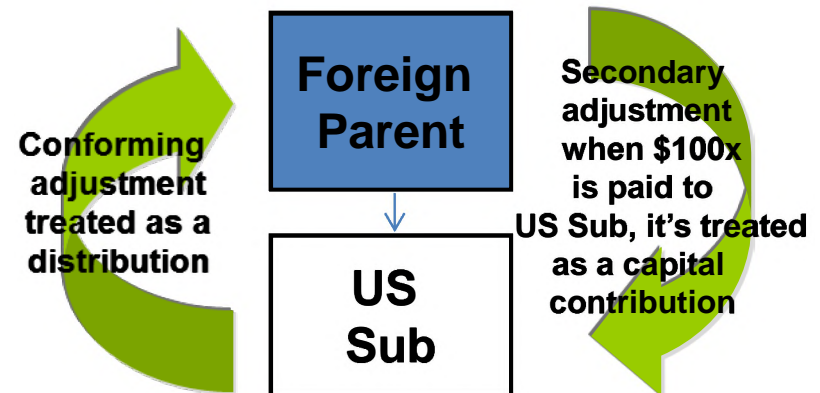 Conforming
adjustment
treated as a
distribution
Foreign
Parent
US
Sub
Secondary
adjustment
when $100x
is paid to
US Sub, it's treated
as a capital
contribution